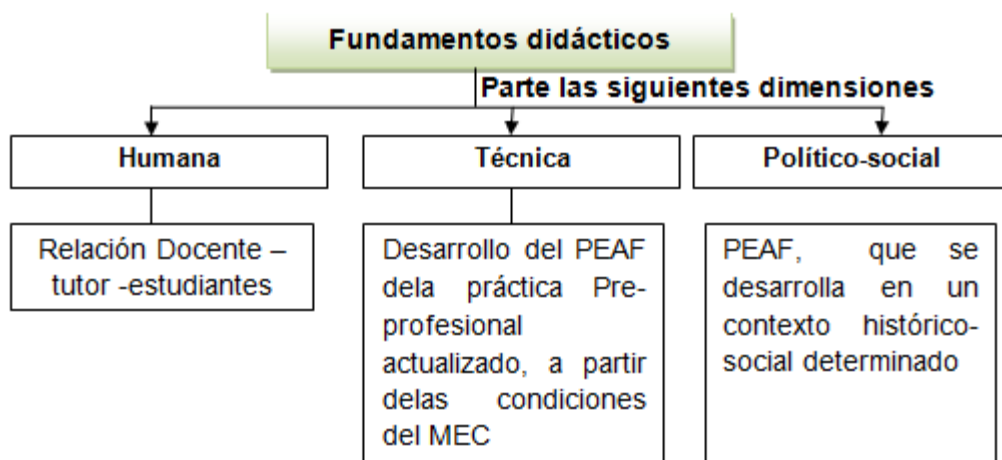 Fundamentos didácticos
Parte las siguientes dimensiones
Humana
Técnica
Político-social
Relación Docente –
tutor -estudiantes
Desarrollo del PEAF
dela práctica Pre-
profesional
actualizado, a partir
delas condiciones
del MEC
PEAF, que se
desarrolla en un
contexto histórico-
social determinado